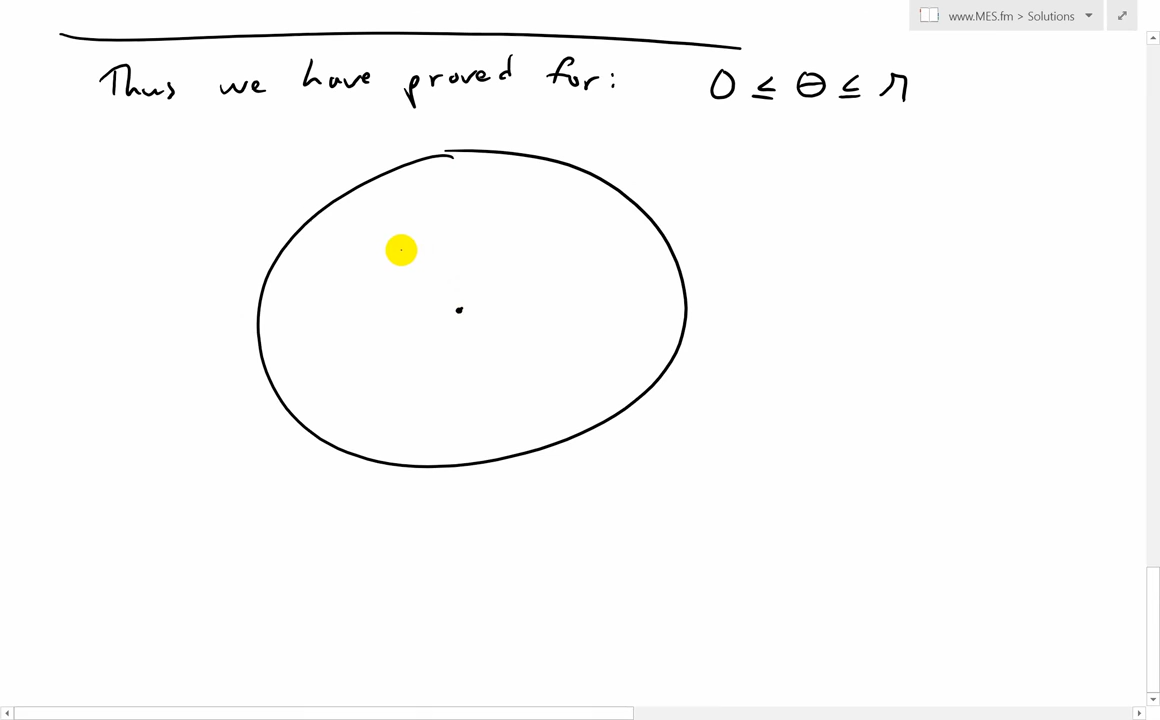 www.MES.fm > Solutions
Thus we have proved for: 0 ≤ θ ≤ π